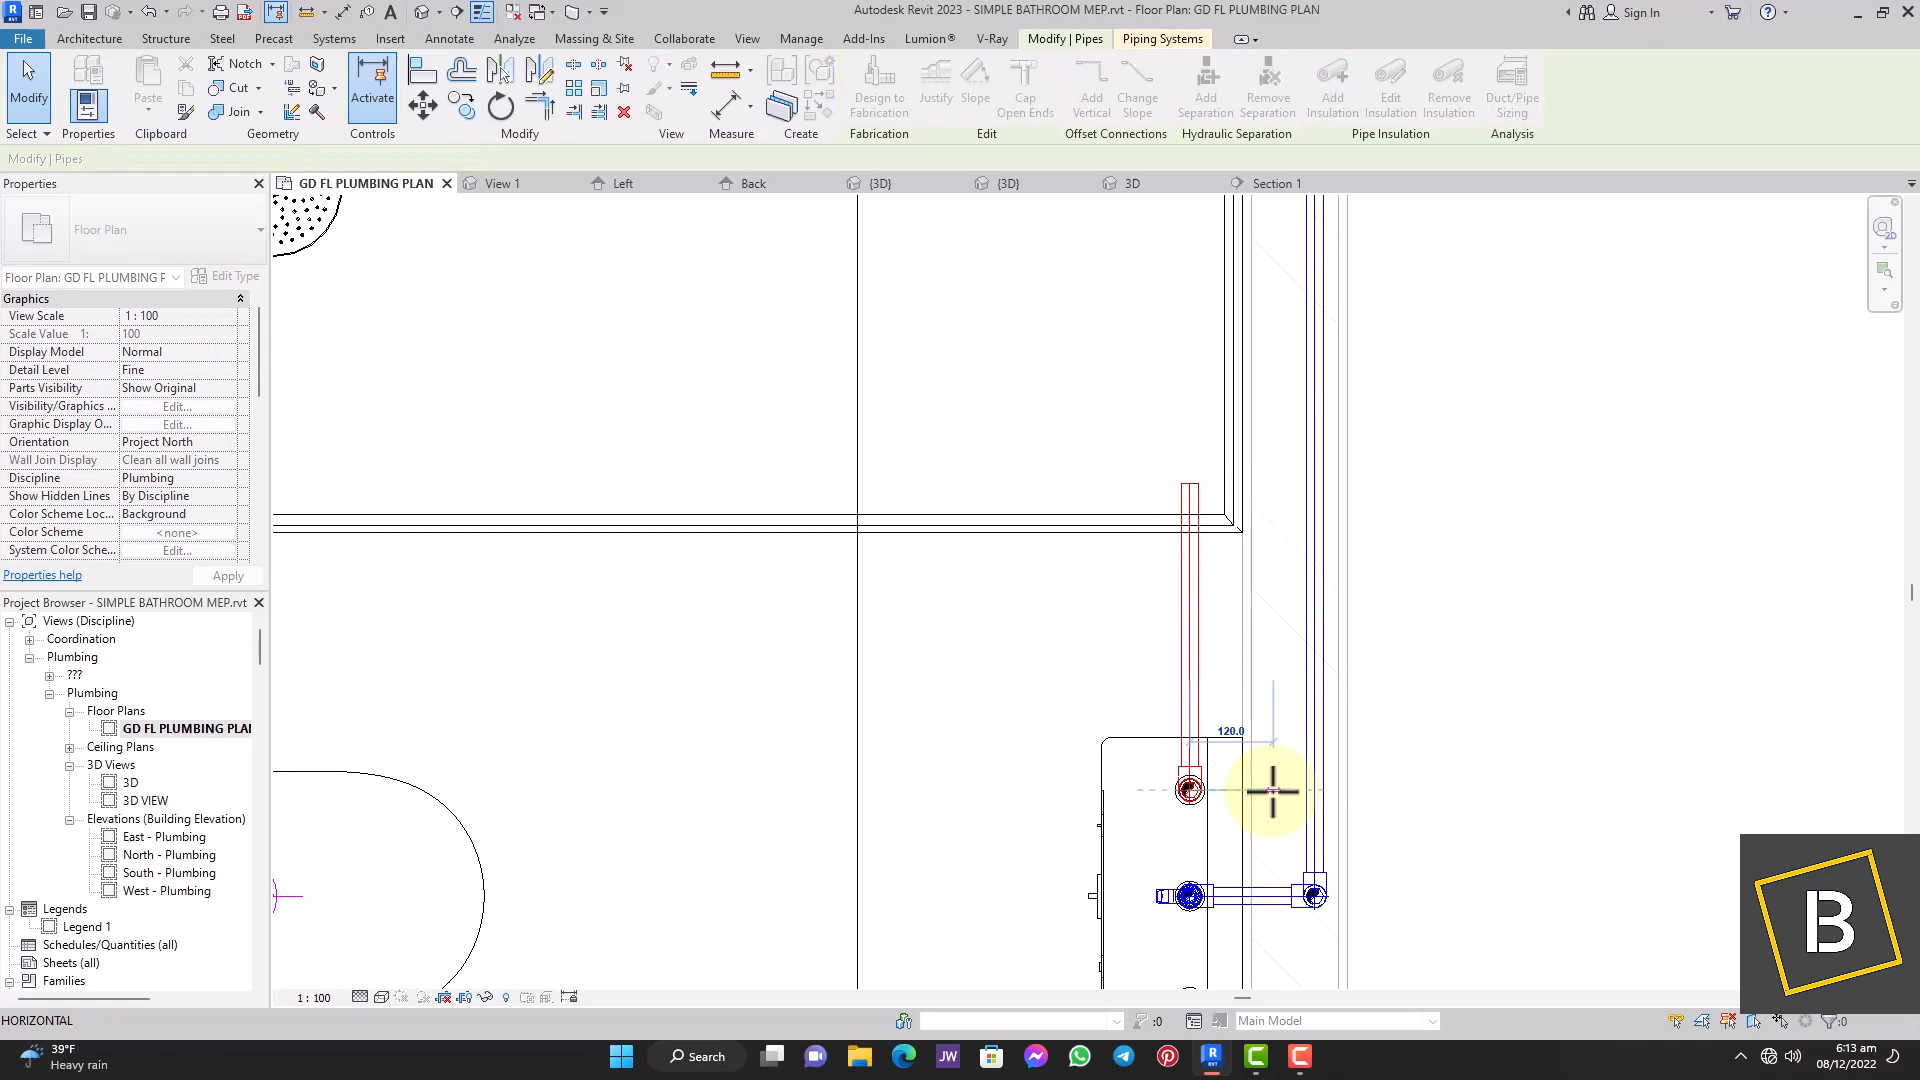 Autodesk Revit 2023 - SIMPLE BATHROOM MEP.rvt - Floor Plan: GD FL PLUMBING PLAN
Sign In
File Architecture Structure Steel Precast Systems Insert Annotate Analyze Massing & Site Collaborate View Manage Add-Ins Lumion® V-Ray Modify | Pipes Piping Systems
Modify
Paste
Notch
Cut
Join
Activate
Design to Fabrication
Justify
Slope
Cap Open Ends
Add Vertical
Change Slope
Add Separation
Remove Separation
Add Insulation
Edit Insulation
Remove Insulation
Duct/Pipe Sizing
Select Properties Clipboard Geometry Controls Modify View Measure Create Fabrication Edit Offset Connections Hydraulic Separation Pipe Insulation Analysis
Modify | Pipes
Properties
GD FL PLUMBING PLAN View 1 Left Back {3D} {3D} 3D Section 1
Floor Plan
Floor Plan: GD FL PLUMBING F Edit Type
Graphics
View Scale 1 : 100
Scale Value 1: 100
Display Model Normal
Detail Level Fine
Parts Visibility Show Original
Visibility/Graphics ... Edit...
Graphic Display O... Edit...
Orientation Project North
Wall Join Display Clean all wall joins
Discipline Plumbing
Show Hidden Lines By Discipline
Color Scheme Loc... Background
Color Scheme <none>
System Color Sche... Edit...
Properties help Apply
Project Browser - SIMPLE BATHROOM MEP.rvt
Views (Discipline)
Coordination
Plumbing
???
Plumbing
Floor Plans
GD FL PLUMBING PLA
Ceiling Plans
3D Views
3D
3D VIEW
Elevations (Building Elevation)
East - Plumbing
North - Plumbing
South - Plumbing
West - Plumbing
Legends
Legend 1
Schedules/Quantities (all)
Sheets (all)
Families
120.0
2D
B
1 : 100
HORIZONTAL
:0
Main Model
:0
39°F
Heavy rain
Search
JW
R
RVT
6:13 am
08/12/2022